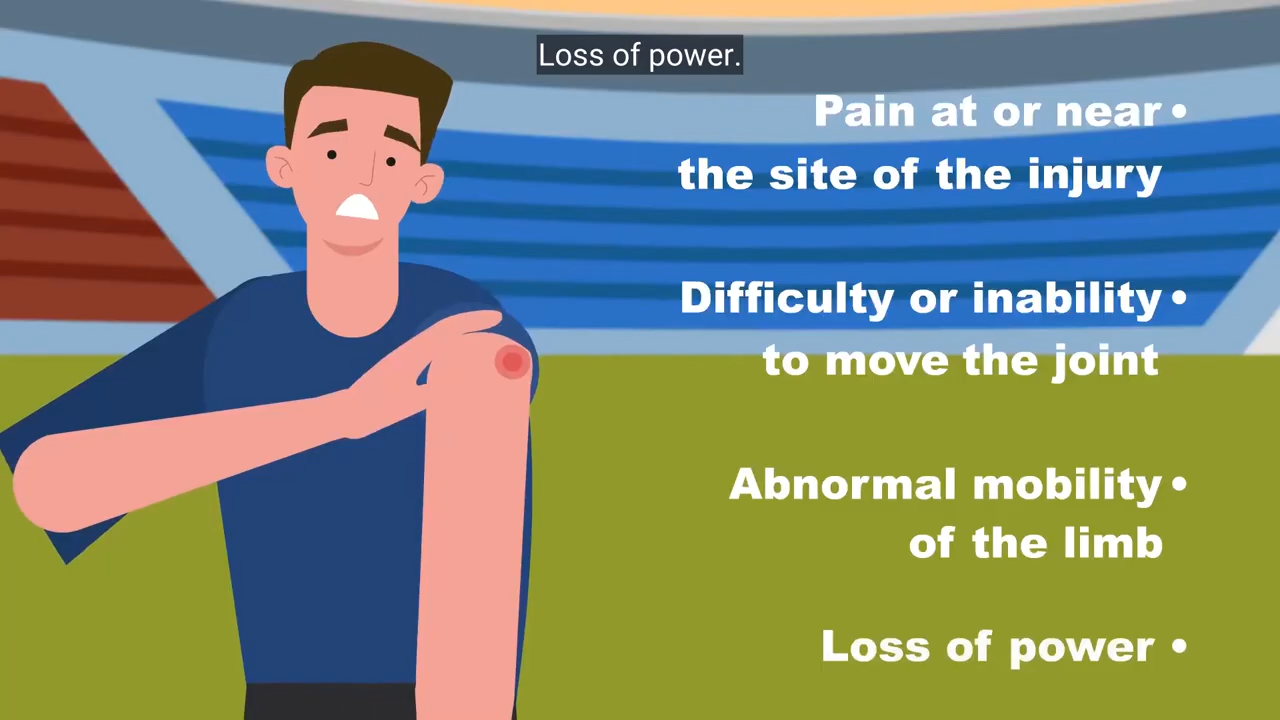 Loss of power.
Pain at or near •
the site of the injury
Difficulty or inability •
to move the joint
Abnormal mobility •
of the limb
Loss of power •